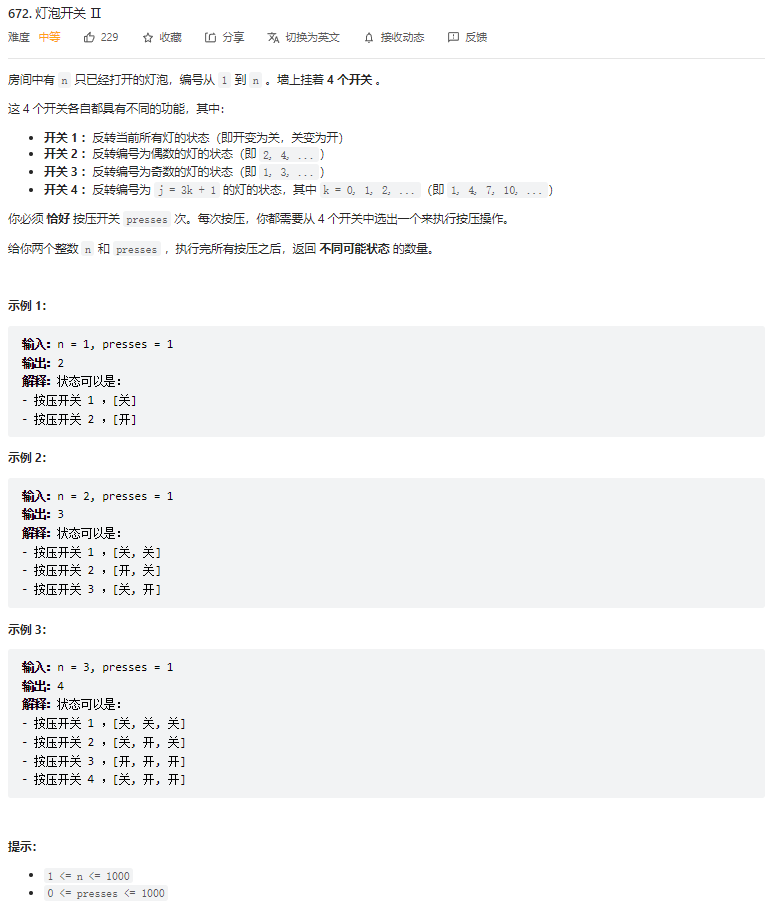 672. 灯泡开关 Ⅱ
难度 中等 229 收藏 分享 切换为英文 接收动态 反馈
房间中有 n 只已经打开的灯泡，编号从 1 到 n 。墙上挂着 4 个开关 。
这 4 个开关各自都具有不同的功能，其中：
• 开关 1 ：反转当前所有灯的状态（即开变为关，关变为开）
• 开关 2 ：反转编号为偶数的灯的状态（即 2, 4, ... ）
• 开关 3 ：反转编号为奇数的灯的状态（即 1, 3, ... ）
• 开关 4 ：反转编号为 j = 3k + 1 的灯的状态，其中 k = 0, 1, 2, ... （即 1, 4, 7, 10, ... ）
你必须 恰好 按压开关 presses 次。每次按压，你都需要从 4 个开关中选出一个来执行按压操作。
给你两个整数 n 和 presses ，执行完所有按压之后，返回 不同可能状态 的数量。
示例 1：
输入：n = 1, presses = 1
输出：2
解释：状态可以是：
- 按压开关 1 ，[关]
- 按压开关 2 ，[开]
示例 2：
输入：n = 2, presses = 1
输出：3
解释：状态可以是：
- 按压开关 1 ，[关, 关]
- 按压开关 2 ，[开, 关]
- 按压开关 3 ，[关, 开]
示例 3：
输入：n = 3, presses = 1
输出：4
解释：状态可以是：
- 按压开关 1 ，[关, 关, 关]
- 按压开关 2 ，[关, 开, 关]
- 按压开关 3 ，[开, 开, 开]
- 按压开关 4 ，[关, 开, 开]
提示：
• 1 <= n <= 1000
• 0 <= presses <= 1000